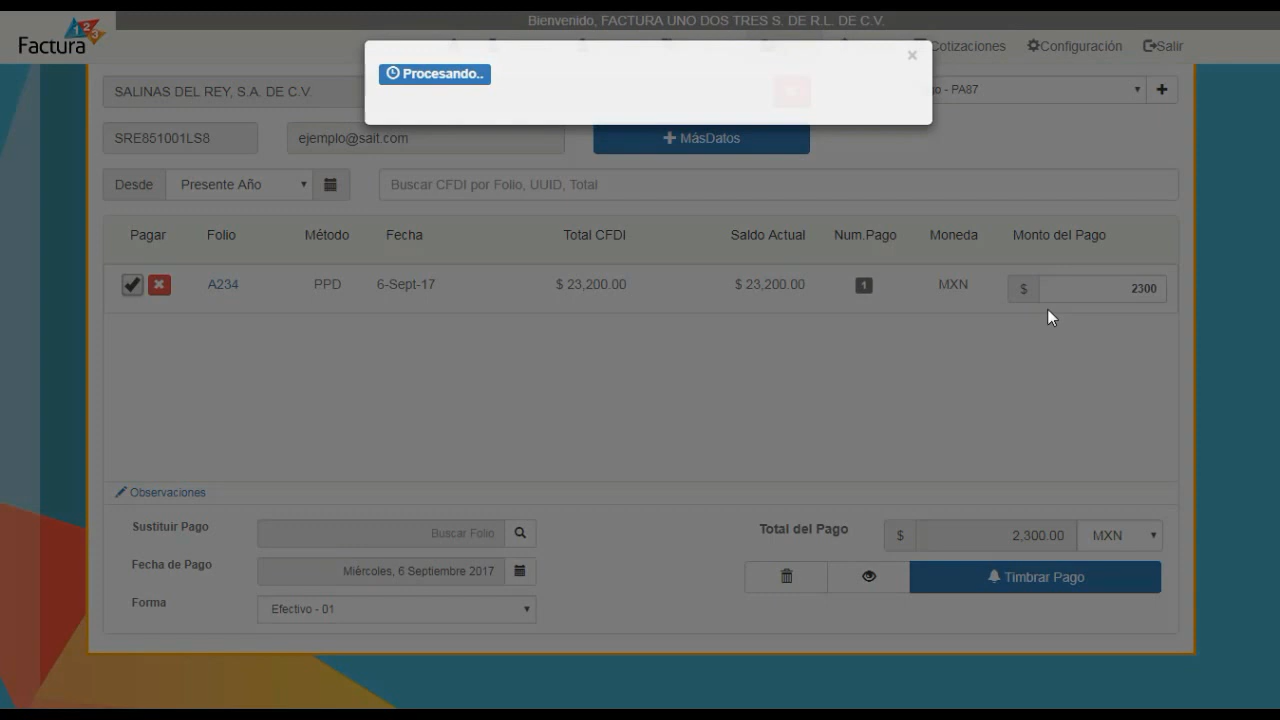 Bienvenido, FACTURA UNO DOS TRES S. DE R.L. DE C.V.
Factura 1 2 3
Cotizaciones Configuración Salir
×
Procesando..
SALINAS DEL REY, S.A. DE C.V. - PA87
SRE851001LS8 ejemplo@sait.com MásDatos
Desde Presente Año Buscar CFDI por Folio, UUID, Total
Pagar Folio Método Fecha Total CFDI Saldo Actual Num.Pago Moneda Monto del Pago
A234 PPD 6-Sept-17 $ 23,200.00 $ 23,200.00 1 MXN $ 2300
Observaciones
Sustituir Pago Buscar Folio Total del Pago $ 2,300.00 MXN
Fecha de Pago Miércoles, 6 Septiembre 2017 Timbrar Pago
Forma Efectivo - 01